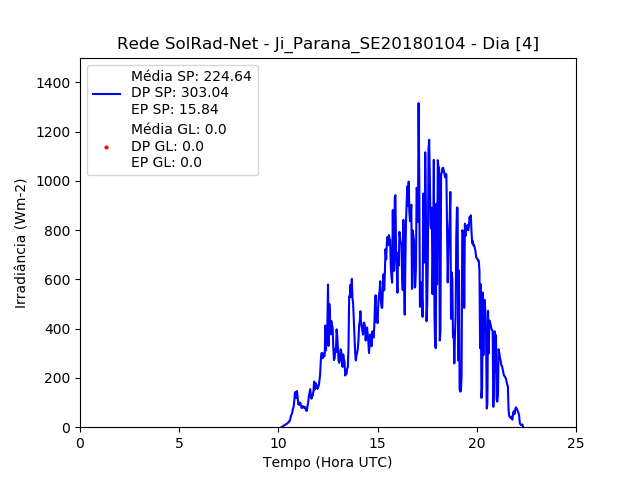 Rede SolRad-Net - Ji_Parana_SE20180104 - Dia [4]
Média SP: 224.64
DP SP: 303.04
EP SP: 15.84
Média GL: 0.0
DP GL: 0.0
EP GL: 0.0
Irradiância (Wm-2)
1400
1200
1000
800
600
400
200
0
0 5 10 15 20 25
Tempo (Hora UTC)